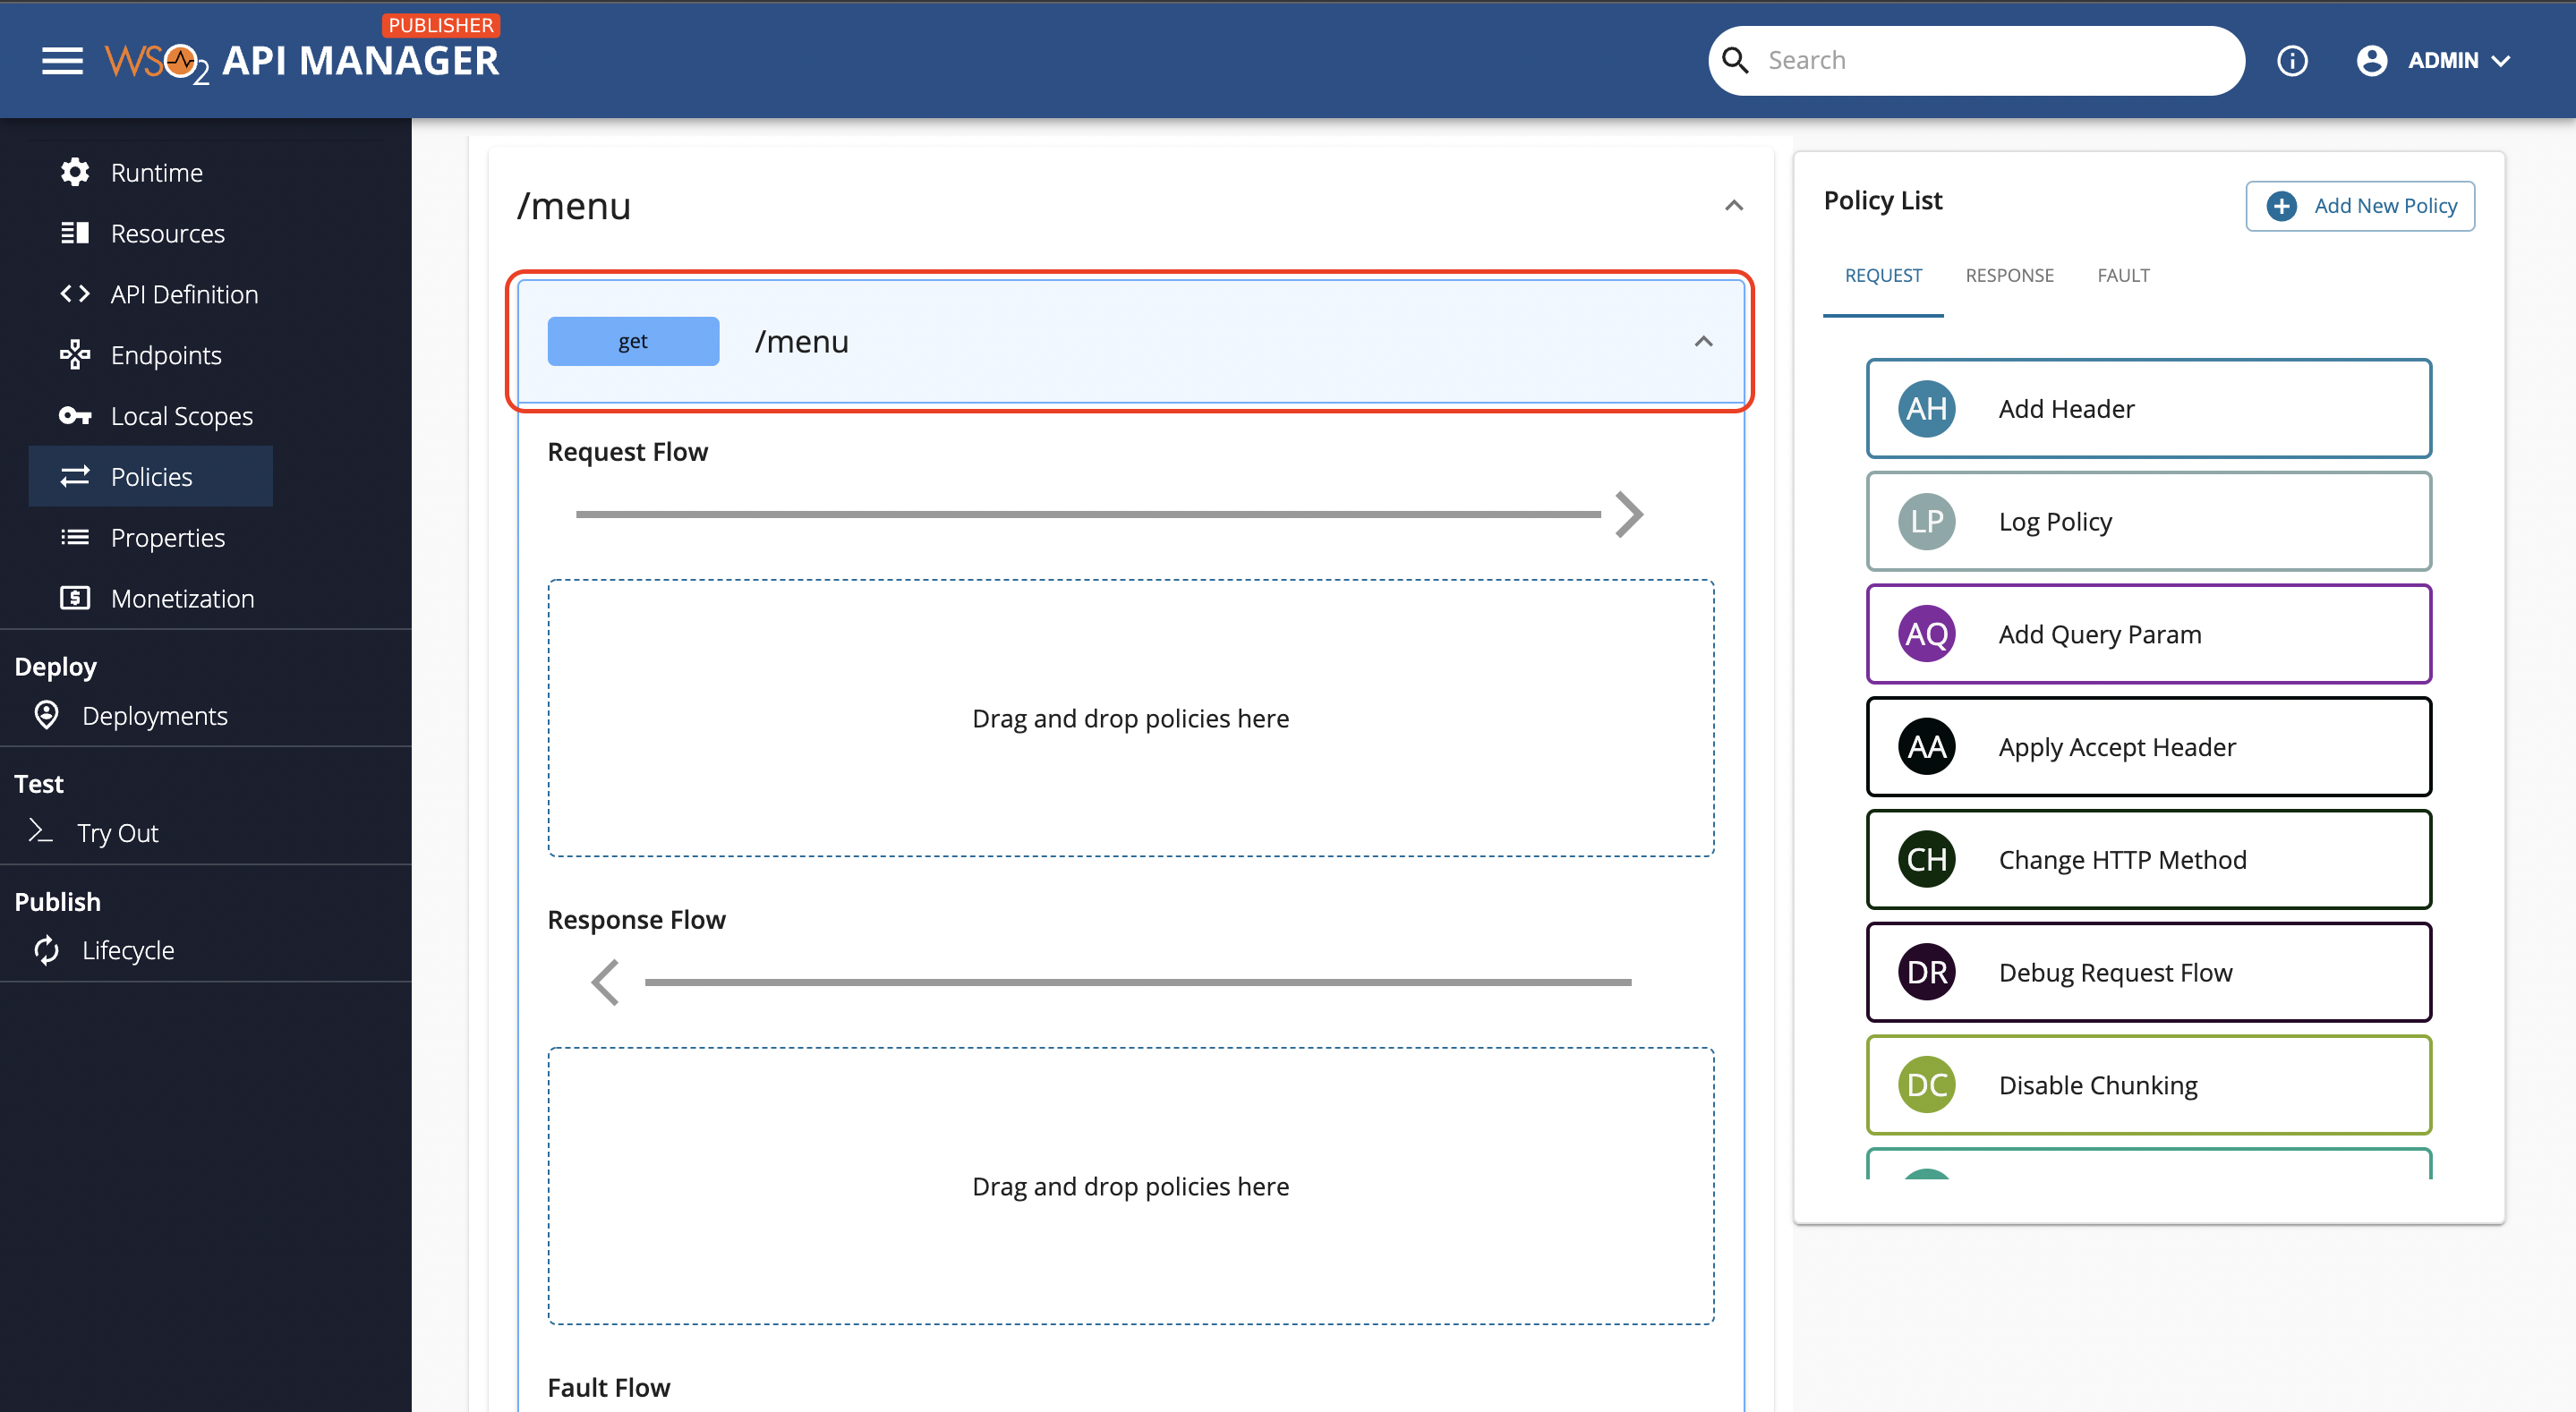 PUBLISHER
WSO2 API MANAGER
Search
ADMIN
Runtime
Resources
API Definition
Endpoints
Local Scopes
Policies
Properties
Monetization
Deploy
Deployments
Test
Try Out
Publish
Lifecycle
/menu
get /menu
Request Flow
Drag and drop policies here
Response Flow
Drag and drop policies here
Fault Flow
Policy List
Add New Policy
REQUEST RESPONSE FAULT
AH Add Header
LP Log Policy
AQ Add Query Param
AA Apply Accept Header
CH Change HTTP Method
DR Debug Request Flow
DC Disable Chunking